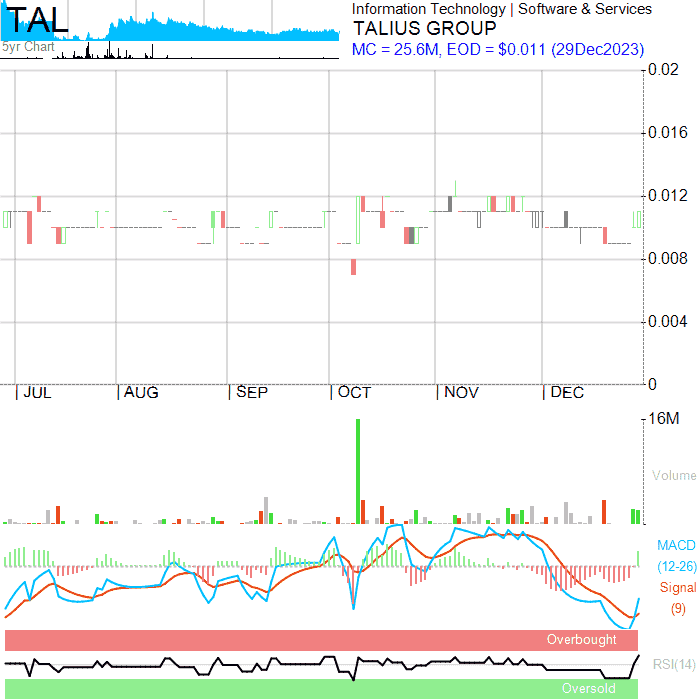 TAL
Information Technology | Software & Services
TALIUS GROUP
5yr Chart
MC = 25.6M, EOD = $0.011 (29Dec2023)
0.02
0.016
0.012
0.008
0.004
0
JUL
AUG
SEP
OCT
NOV
DEC
16M
Volume
MACD
(12-26)
Signal
(9)
Overbought
RSI(14)
Oversold